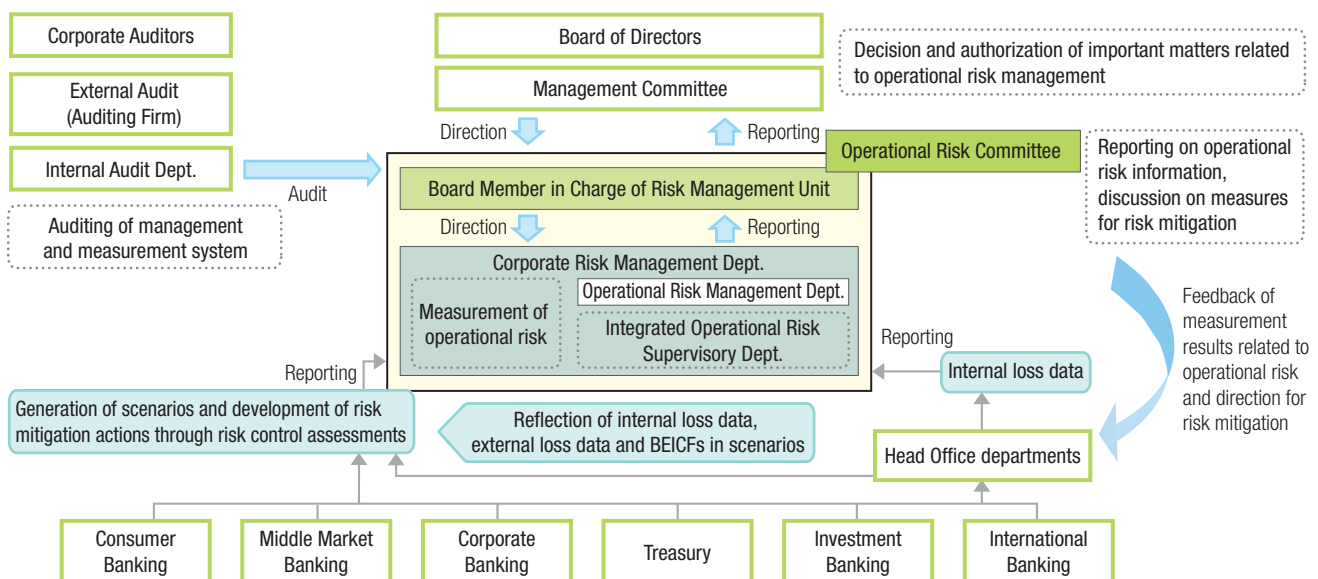 Corporate Auditors
External Audit
(Auditing Firm)
Internal Audit Dept.
Auditing of management
and measurement system
Audit
Board of Directors
Management Committee
Decision and authorization of important matters related
to operational risk management
Direction
Reporting
Operational Risk Committee
Reporting on operational
risk information,
discussion on measures
for risk mitigation
Board Member in Charge of Risk Management Unit
Direction
Reporting
Corporate Risk Management Dept.
Measurement of
operational risk
Operational Risk Management Dept.
Integrated Operational Risk
Supervisory Dept.
Feedback of
measurement
results related to
operational risk
and direction for
risk mitigation
Reporting
Reporting
Internal loss data
Generation of scenarios and development of risk
mitigation actions through risk control assessments
Reflection of internal loss data,
external loss data and BEICFs in scenarios
Head Office departments
Consumer
Banking
Middle Market
Banking
Corporate
Banking
Treasury
Investment
Banking
International
Banking